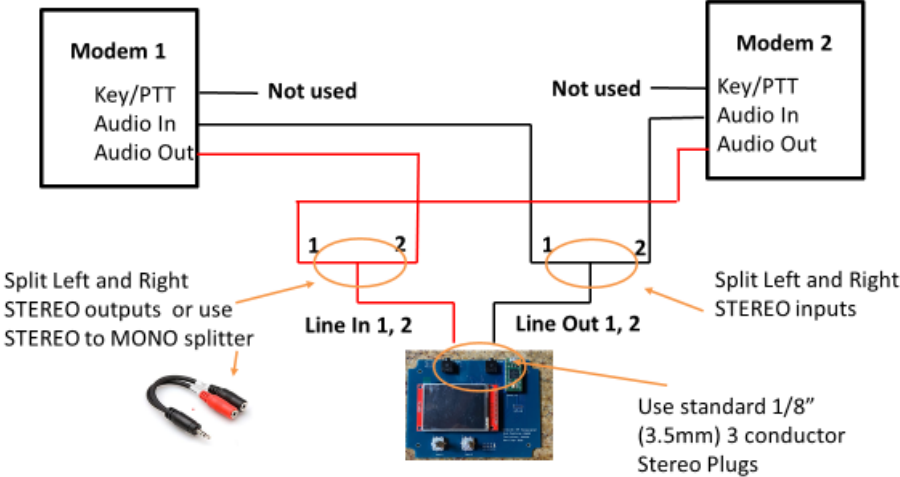 Modem 1
Key/PTT
Audio In
Audio Out
Not used
Modem 2
Not used
Key/PTT
Audio In
Audio Out
1
2
1
2
Split Left and Right
STEREO outputs or use
STEREO to MONO splitter
Line In 1, 2
Line Out 1, 2
Split Left and Right
STEREO inputs
Use standard 1/8”
(3.5mm) 3 conductor
Stereo Plugs